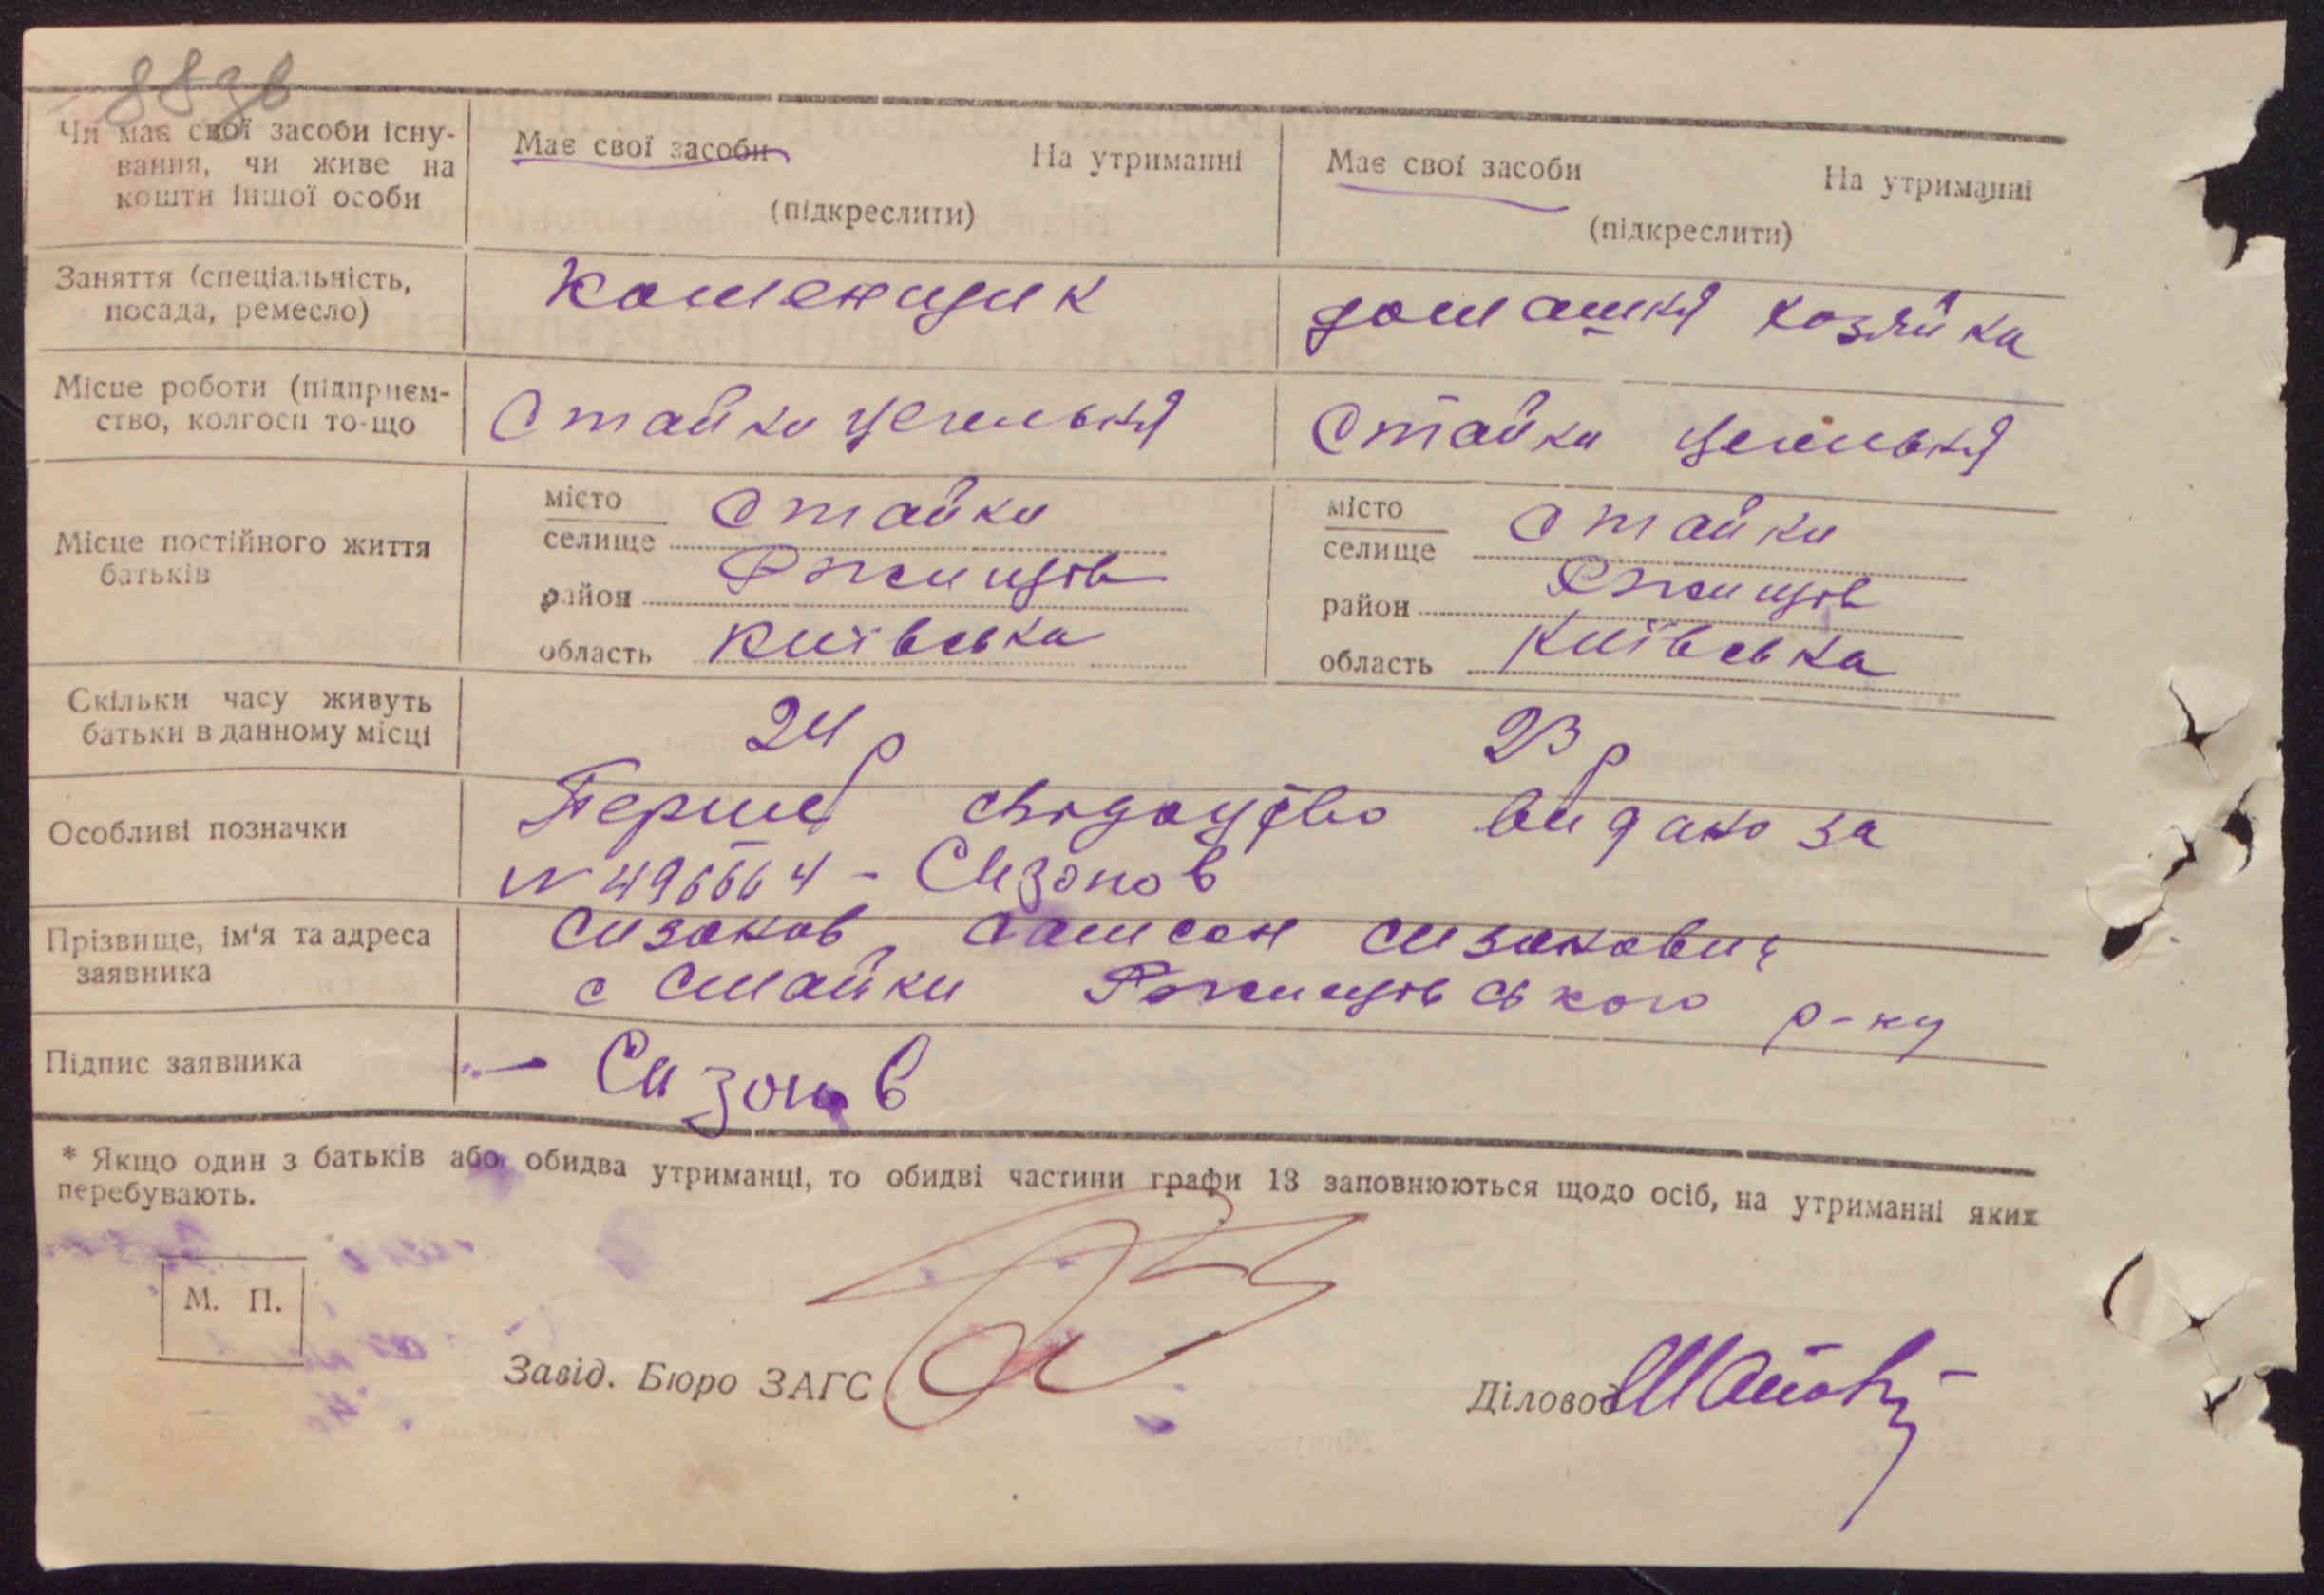 88зв
Чи має свої засоби існу-
вання, чи живе на
кошти іншої особи
Має свої засоби На утриманні
(підкреслити)
Має свої засоби На утриманні
(підкреслити)
Заняття (спеціальність,
посада, ремесло)
Каменщик
домашня хозяйка
Місце роботи (підприєм-
ство, колгосп то-що
Стайки цегельня
Стайки цегельня
Місце постійного життя
батьків
місто
селище Стайки
район Ржищів
область Київська
місто
селище Стайки
район Ржищів
область Київська
Скільки часу живуть
батьки в данному місці
24 р
23 р
Особливі позначки
Перше свідоцтво видано за
N 496664 - Сизонов
Прізвище, ім'я та адреса
заявника
Сизонов Самсон Сизонович
с Стайки Ржищівського р-ну
Підпис заявника
- Сизонов
* Якщо один з батьків або обидва утриманці, то обидві частини графи 13 заповнюються щодо осіб, на утриманні яких
перебувають.
М. П.
Завід. Бюро ЗАГС
Діловод